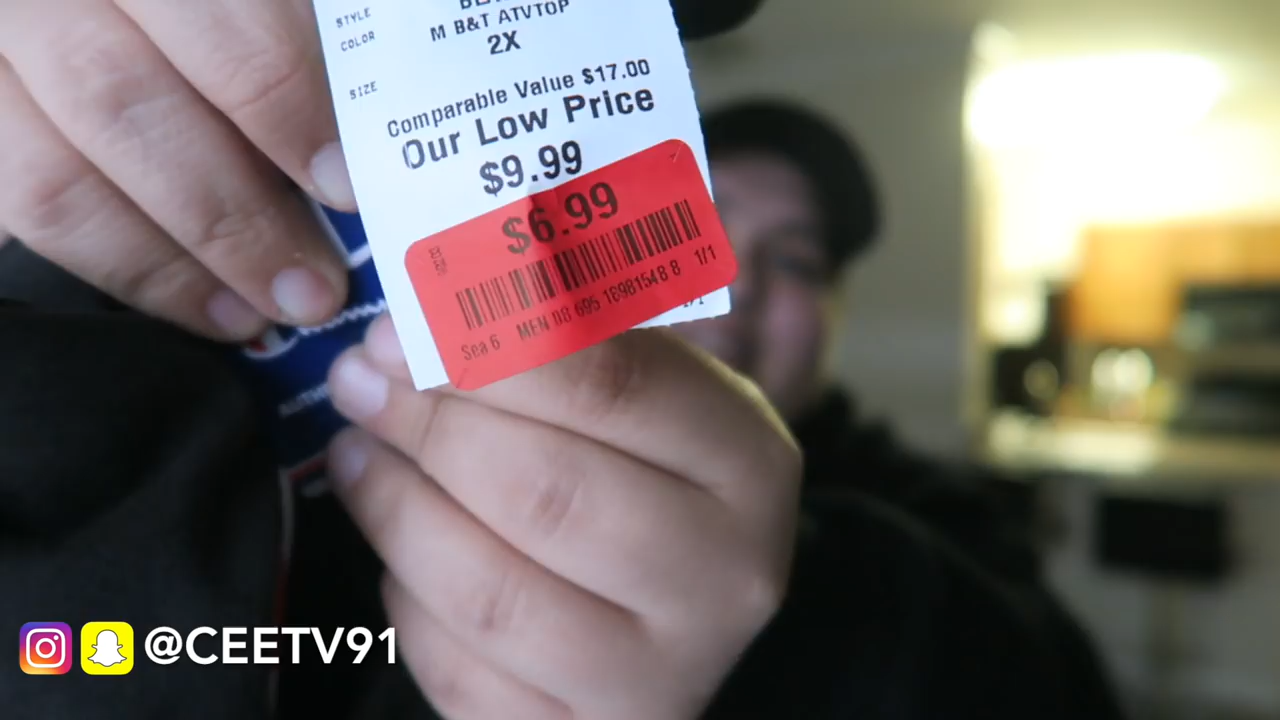 STYLE
COLOR
M B&T ATVTOP
2X
SIZE
Comparable Value $17.00
Our Low Price
$9.99
$6.99
Sea 6 MEN 08 695 16981548 8 1/1
@CEETV91